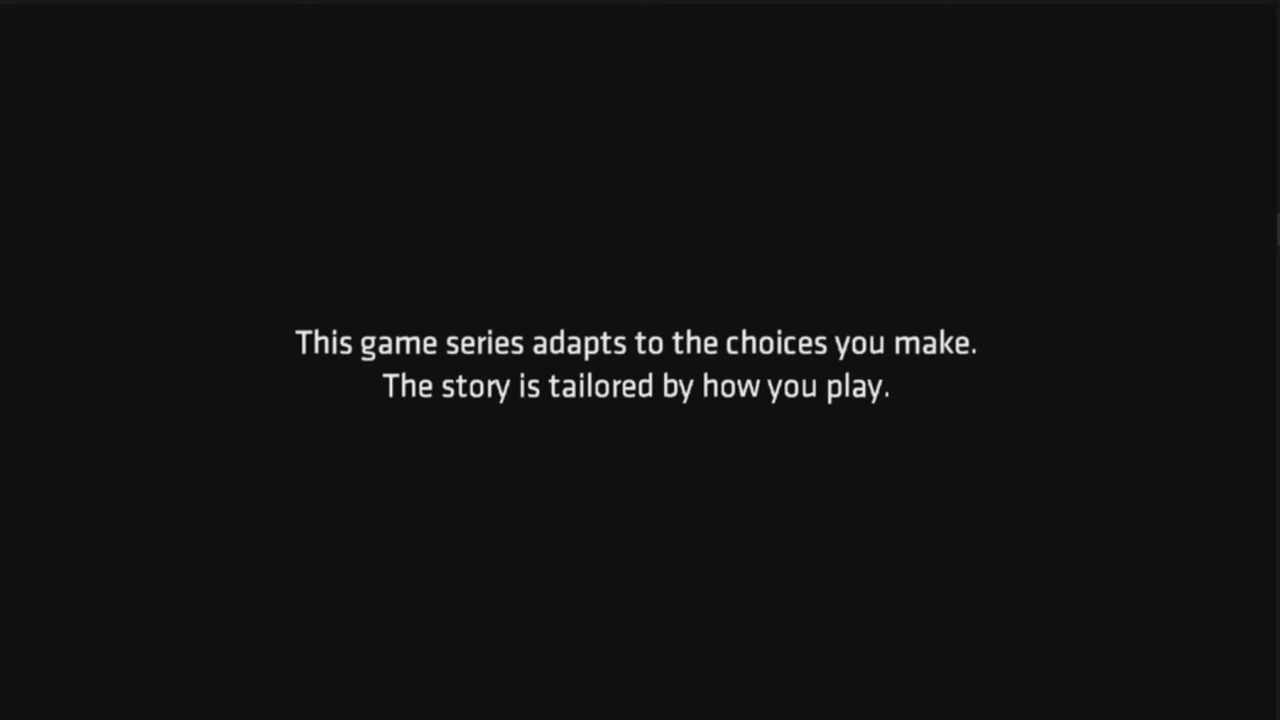 This game series adapts to the choices you make.
The story is tailored by how you play.